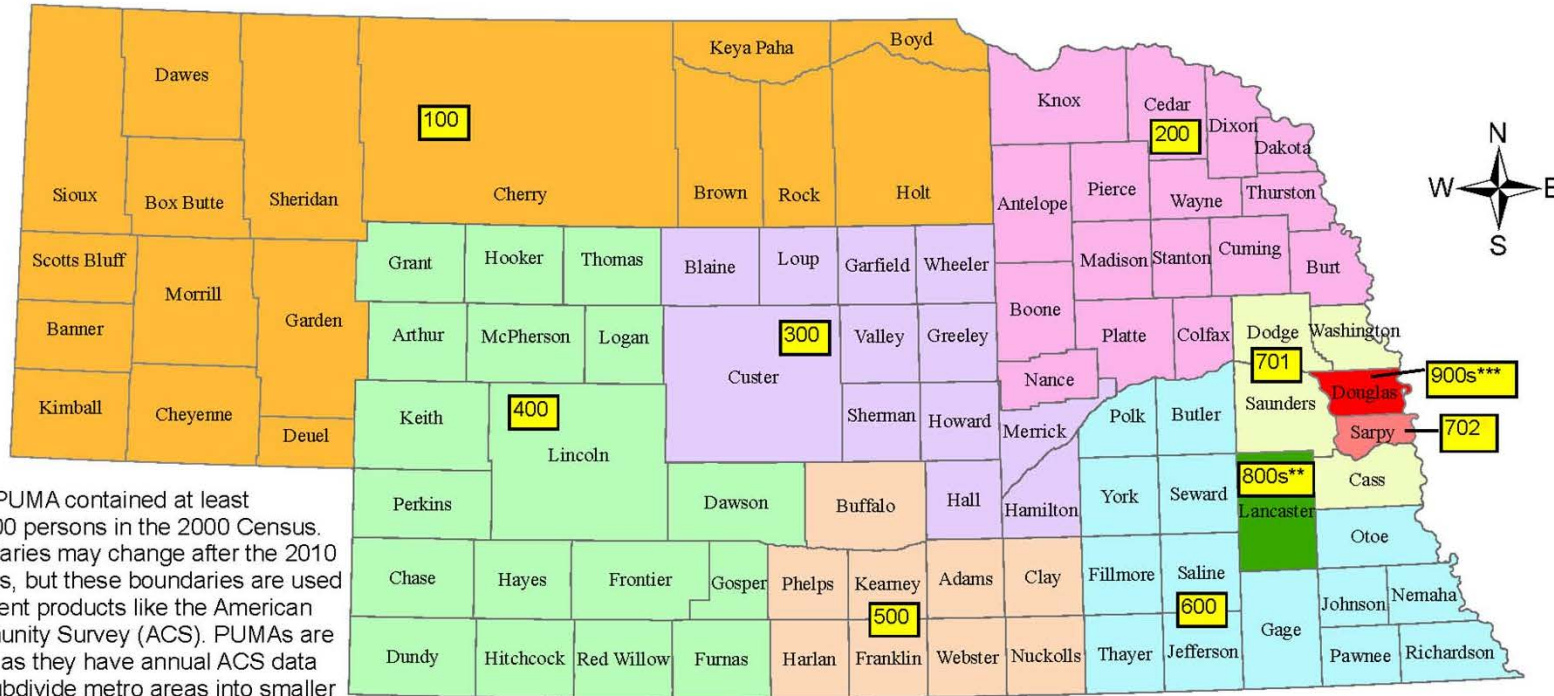 Keya Paha
Boyd
Dawes
Knox
Cedar
100
200
Dixon
Dakota
N
W
E
S
Sioux
Box Butte
Sheridan
Cherry
Brown
Rock
Holt
Antelope
Pierce
Wayne
Thurston
Scotts Bluff
Morrill
Garden
Grant
Hooker
Thomas
Blaine
Loup
Garfield
Wheeler
Madison
Stanton
Cuming
Burt
Boone
Banner
Arthur
McPherson
Logan
300
Valley
Greeley
Platte
Colfax
Dodge
Washington
701
Custer
Nance
Douglas
900s***
Kimball
Cheyenne
Deuel
Keith
400
Lincoln
Sherman
Howard
Merrick
Polk
Butler
Saunders
Sarpy
702
Perkins
Dawson
Buffalo
Hall
Hamilton
York
Seward
800s**
Lancaster
Cass
Otoe
PUMA contained at least
00 persons in the 2000 Census.
aries may change after the 2010
s, but these boundaries are used
ent products like the American
unity Survey (ACS). PUMAs are
as they have annual ACS data
ubdivide metro areas into smaller
Chase
Hayes
Frontier
Gosper
Phelps
Kearney
Adams
Clay
Fillmore
Saline
500
600
Johnson
Nemaha
Gage
Dundy
Hitchcock
Red Willow
Furnas
Harlan
Franklin
Webster
Nuckolls
Thayer
Jefferson
Pawnee
Richardson